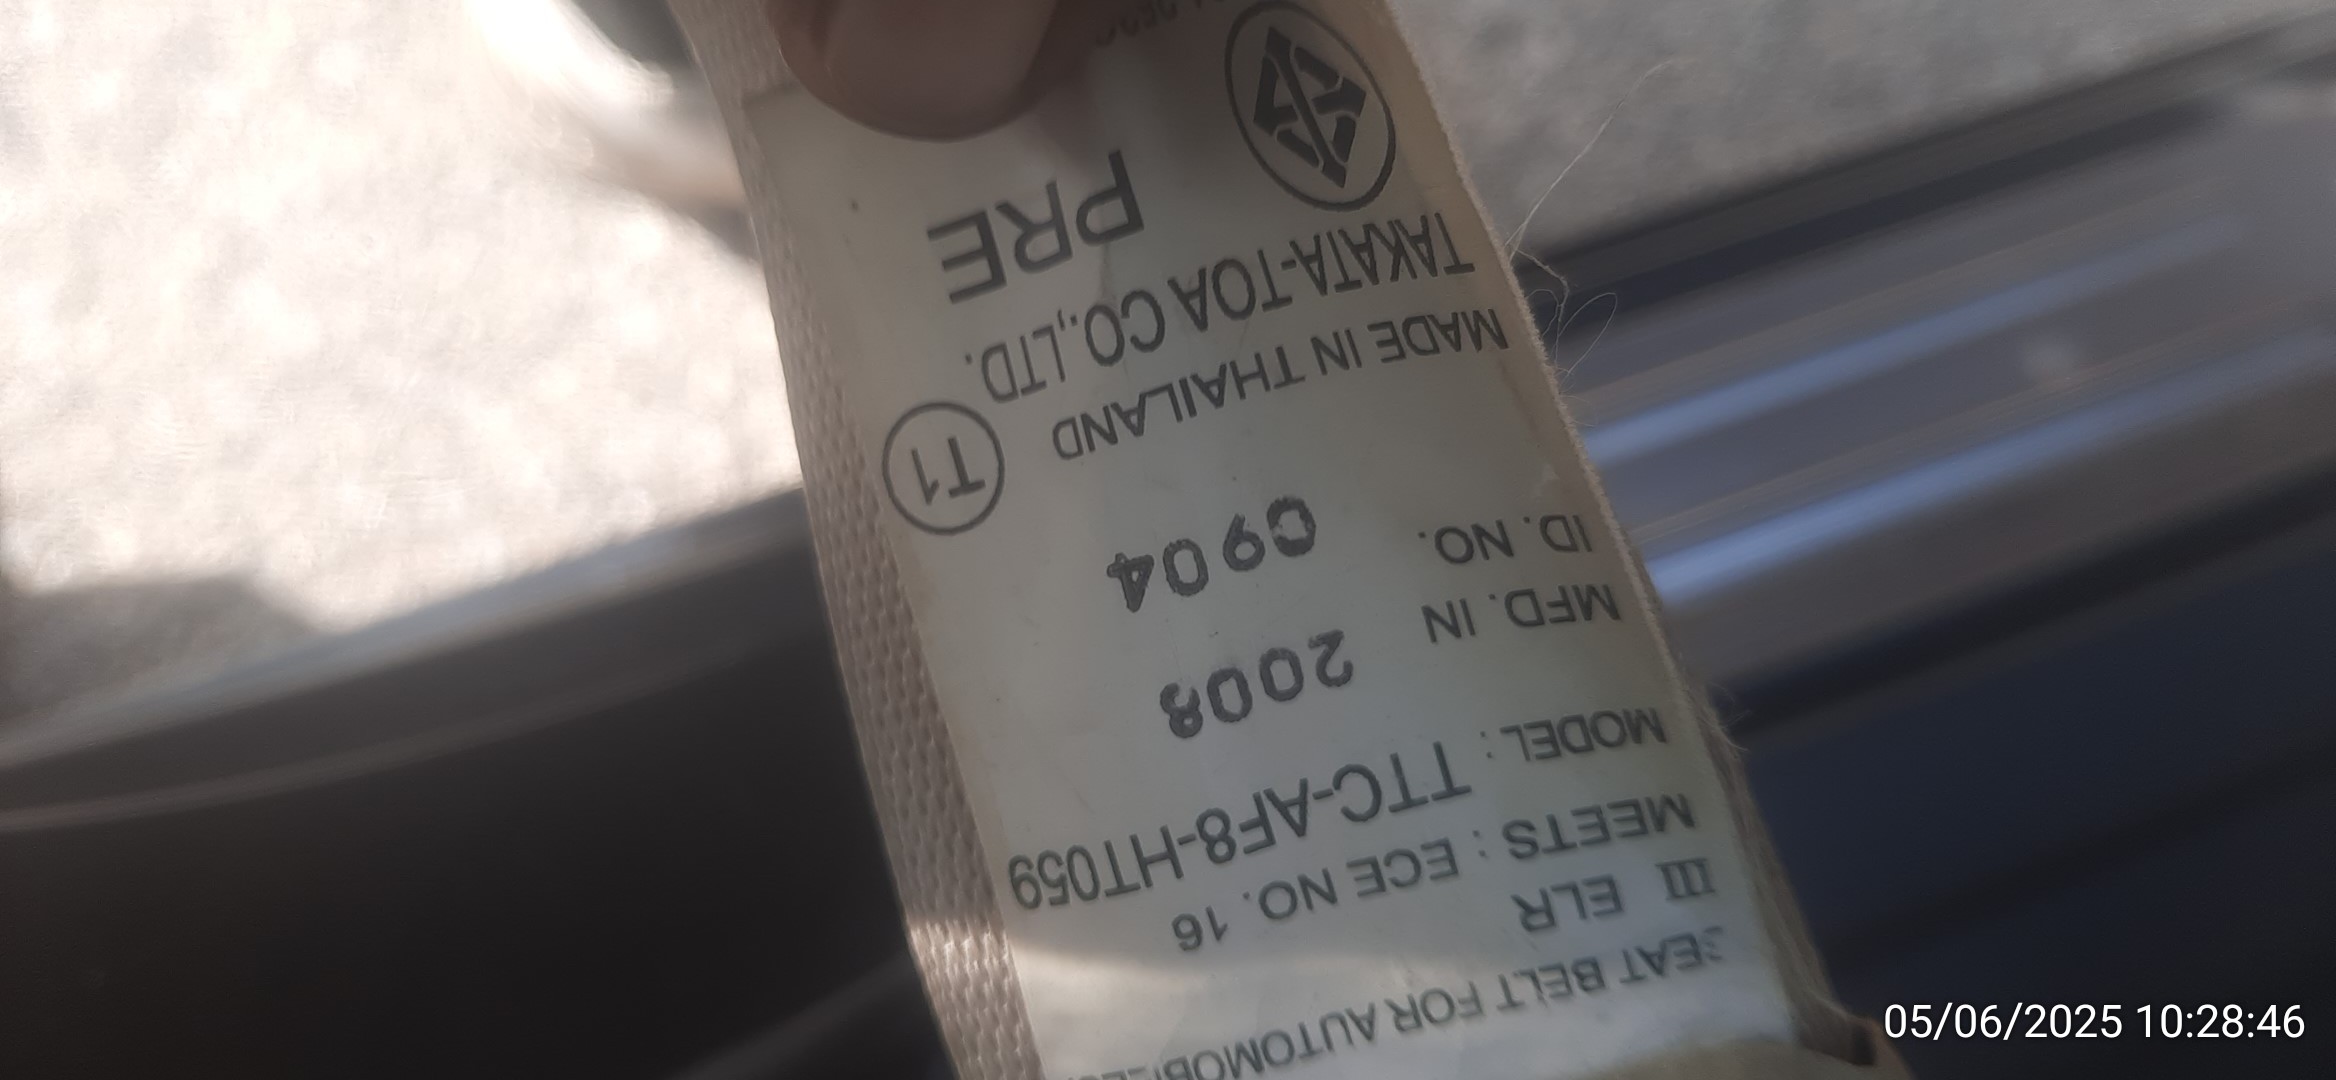 SEAT BELT FOR AUTOMOBILES
III ELR
MEETS : ECE NO. 16
MODEL : TTC-AF8-HT059
MFD. IN 2008
ID. NO. 0904
MADE IN THAILAND T1
TAKATA-TOA CO.,LTD.
PRE
05/06/2025 10:28:46